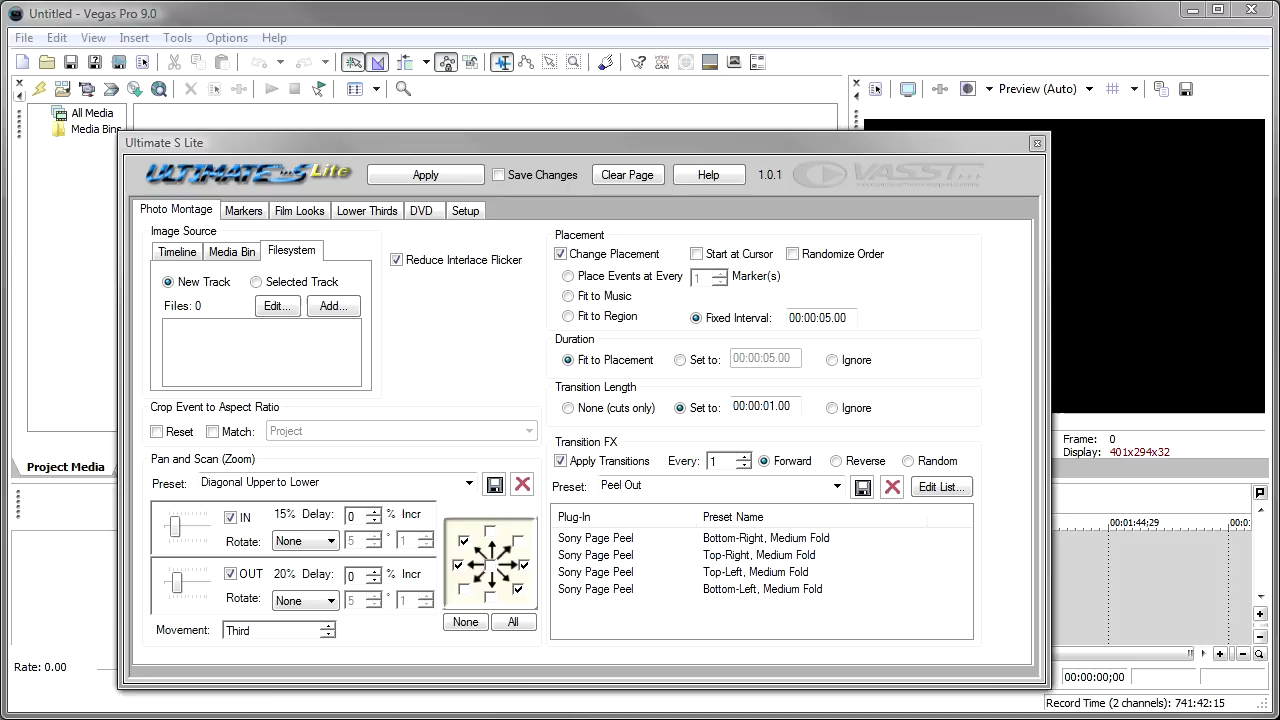 Untitled - Vegas Pro 9.0
File Edit View Insert Tools Options Help
Preview (Auto)
All Media
Media Bins
Ultimate S Lite
ULTIMATE S Lite
Apply
Save Changes
Clear Page
Help
1.0.1
VASST
Photo Montage Markers Film Looks Lower Thirds DVD Setup
Image Source
Timeline Media Bin Filesystem
New Track Selected Track
Files: 0 Edit... Add...
Reduce Interlace Flicker
Crop Event to Aspect Ratio
Reset Match: Project
Pan and Scan (Zoom)
Preset: Diagonal Upper to Lower
IN 15% Delay: 0 % Incr
Rotate: None 5 ° 1
OUT 20% Delay: 0 % Incr
Rotate: None 5 ° 1
Movement: Third
None All
Placement
Change Placement Start at Cursor Randomize Order
Place Events at Every 1 Marker(s)
Fit to Music
Fit to Region Fixed Interval: 00:00:05.00
Duration
Fit to Placement Set to: 00:00:05.00 Ignore
Transition Length
None (cuts only) Set to: 00:00:01.00 Ignore
Transition FX
Apply Transitions Every: 1 Forward Reverse Random
Preset: Peel Out Edit List...
Plug-In Preset Name
Sony Page Peel Bottom-Right, Medium Fold
Sony Page Peel Top-Right, Medium Fold
Sony Page Peel Top-Left, Medium Fold
Sony Page Peel Bottom-Left, Medium Fold
Project Media
Frame: 0
Display: 401x294x32
00:01:44;29
Rate: 0.00
00:00:00;00
Record Time (2 channels): 741:42:15